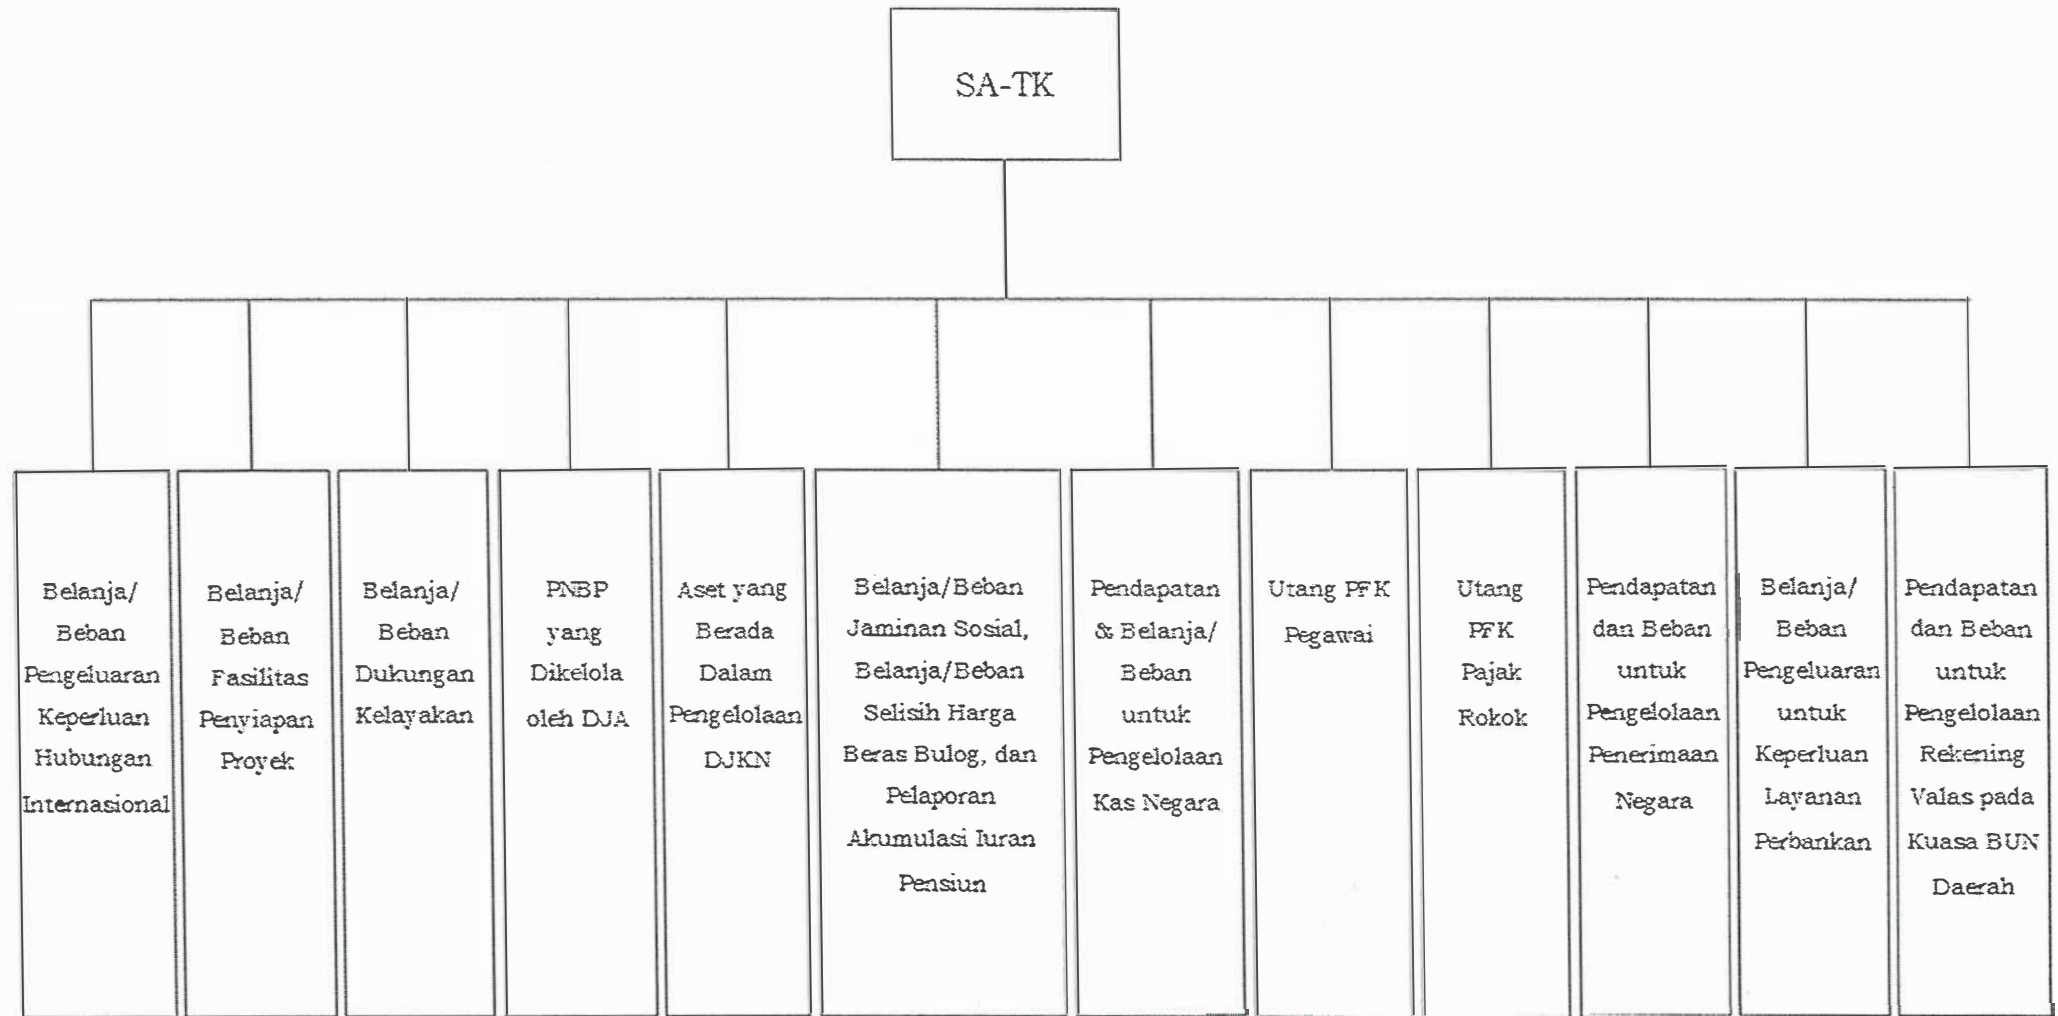 SA-TK
Belanja/
Beban
Pengeluaran
Keperluan
Hubungan
Internasional
Belanja/
Beban
Fasilitas
Penyiapan
Proyek
Belanja/
Beban
Dukungan
Kelayakan
PNBP
yang
Dikelola
oleh DJA
Aset yang
Berada
Dalam
Pengelolaan
DJKN
Belanja/Beban
Jaminan Sosial,
Belanja/Beban
Selisih Harga
Beras Bulog, dan
Pelaporan
Akumulasi Iuran
Pensiun
Pendapatan
& Belanja/
Beban
untuk
Pengelolaan
Kas Negara
Utang PFK
Pegawai
Utang
PFK
Pajak
Rokok
Pendapatan
dan Beban
untuk
Pengelolaan
Penerimaan
Negara
Belanja/
Beban
Pengeluaran
untuk
Keperluan
Layanan
Perbankan
Pendapatan
dan Beban
untuk
Pengelolaan
Rekening
Valas pada
Kuasa BUN
Daerah